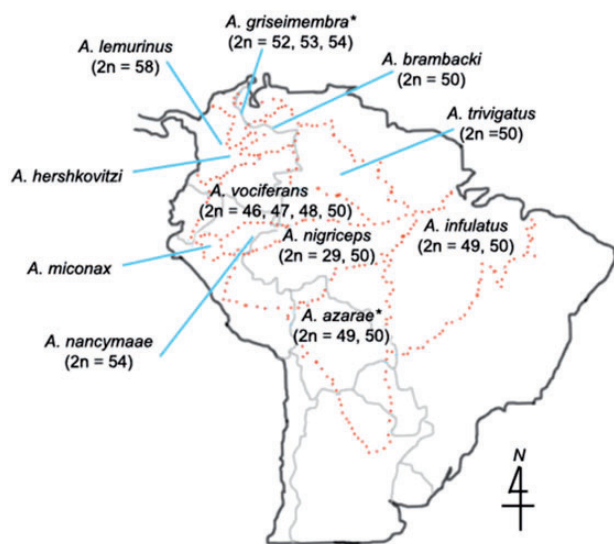 A. griseimembra*
(2n = 52, 53, 54)
A. lemurinus
(2n = 58)
A. brambacki
(2n = 50)
A. trivigatus
(2n =50)
A. hershkovitzi
A. vociferans
(2n = 46, 47, 48, 50)
A. infulatus
(2n = 49, 50)
A. nigriceps
(2n = 29, 50)
A. miconax
A. azarae*
(2n = 49, 50)
A. nancymaae
(2n = 54)
N